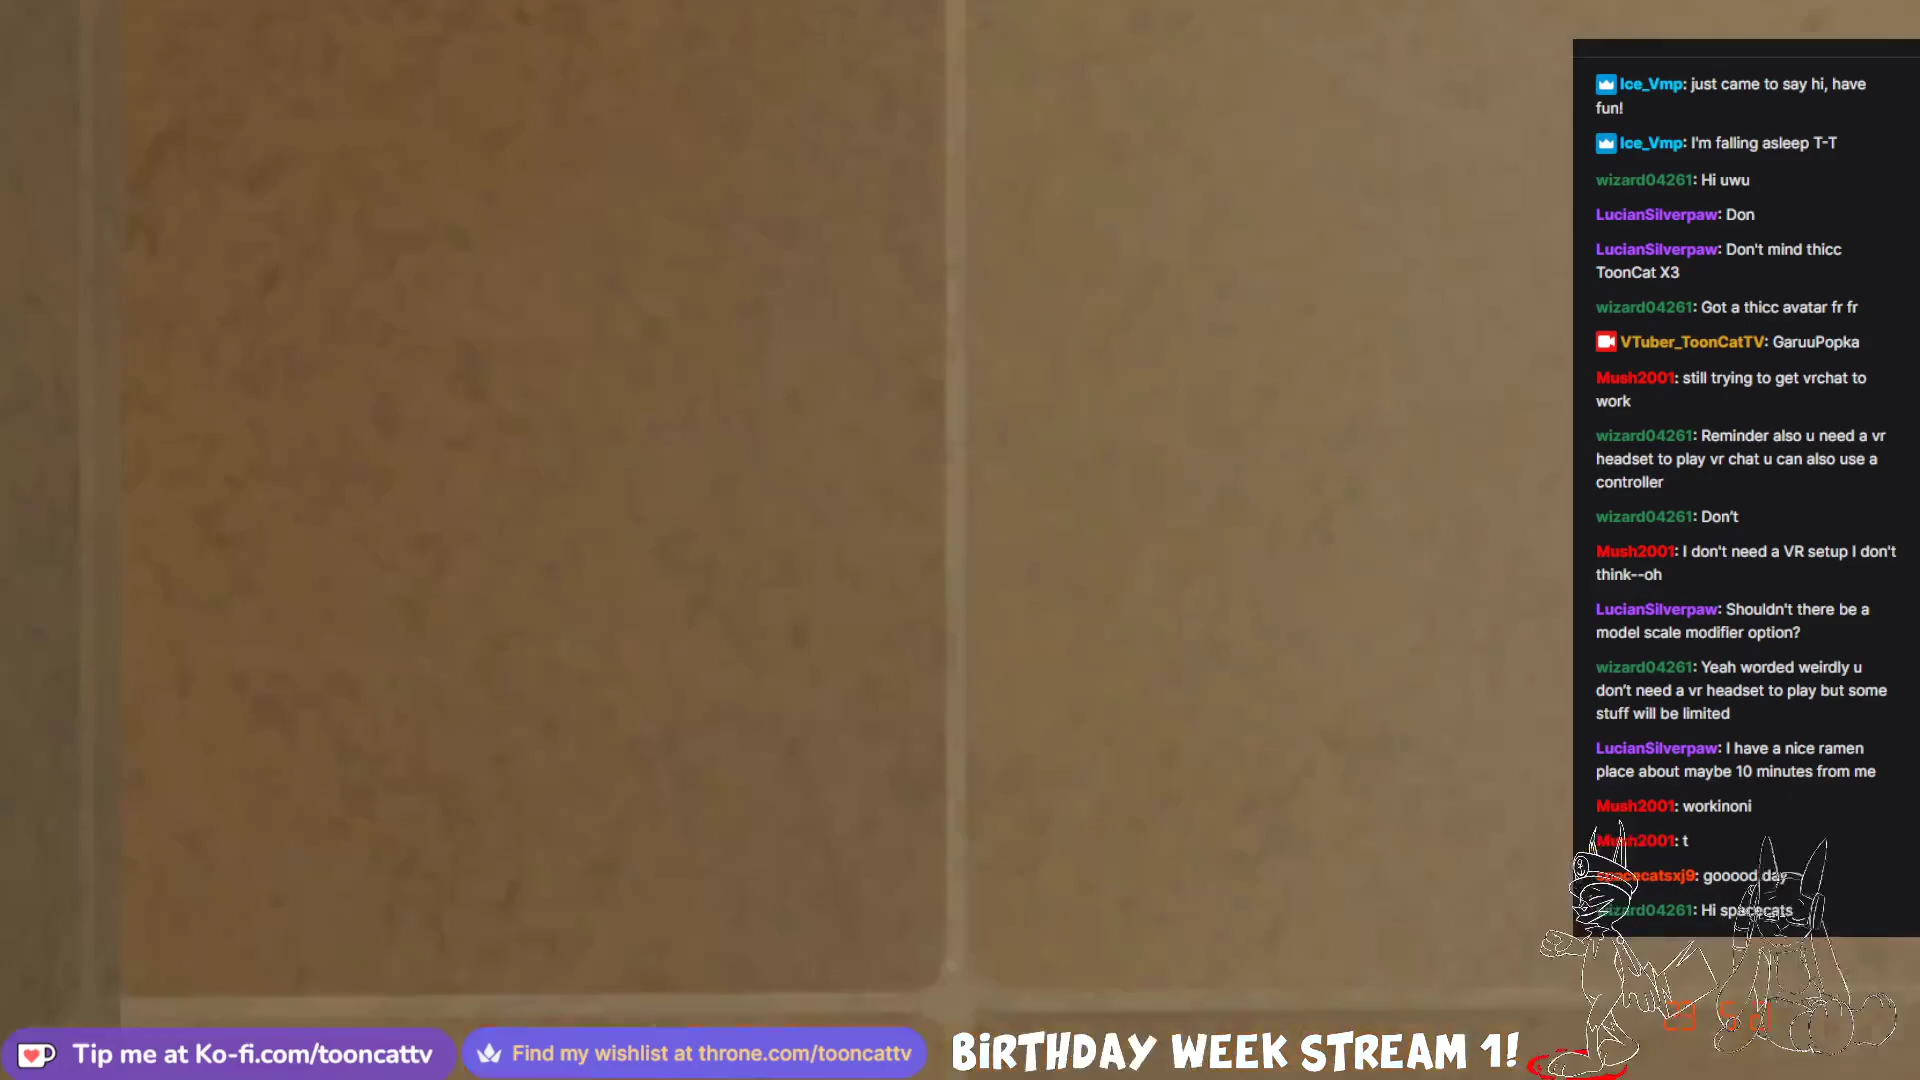 Ice_Vmp: just came to say hi, have
fun!
Ice_Vmp: I'm falling asleep T-T
wizard04261: Hi uwu
LucianSilverpaw: Don
LucianSilverpaw: Don't mind thicc
ToonCat X3
wizard04261: Got a thicc avatar fr fr
VTuber_ToonCatTV: GaruuPopka
Mush2001: still trying to get vrchat to
work
wizard04261: Reminder also u need a vr
headset to play vr chat u can also use a
controller
wizard04261: Don't
Mush2001: I don't need a VR setup I don't
think--oh
LucianSilverpaw: Shouldn't there be a
model scale modifier option?
wizard04261: Yeah worded weirdly u
don't need a vr headset to play but some
stuff will be limited
LucianSilverpaw: I have a nice ramen
place about maybe 10 minutes from me
Mush2001: workinoni
Mush2001: t
spacecatsxj9: gooood day
wizard04261: Hi spacecats
Tip me at Ko-fi.com/tooncattv
Find my wishlist at throne.com/tooncattv
BIRTHDAY WEEK STREAM 1!